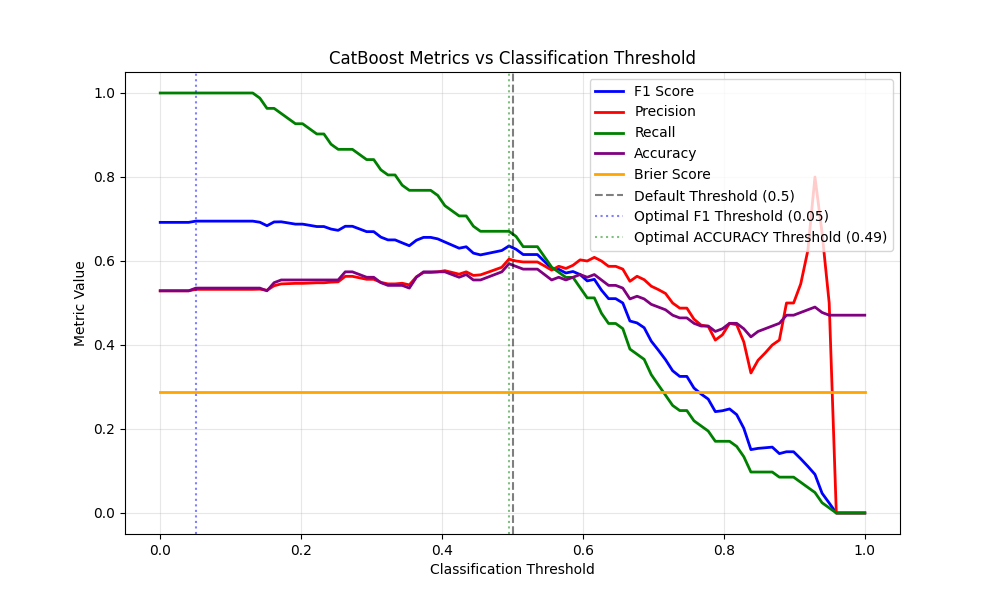 CatBoost Metrics vs Classification Threshold
Metric Value
1.0
0.8
0.6
0.4
0.2
0.0
F1 Score
Precision
Recall
Accuracy
Brier Score
Default Threshold (0.5)
Optimal F1 Threshold (0.05)
Optimal ACCURACY Threshold (0.49)
0.0 0.2 0.4 0.6 0.8 1.0
Classification Threshold